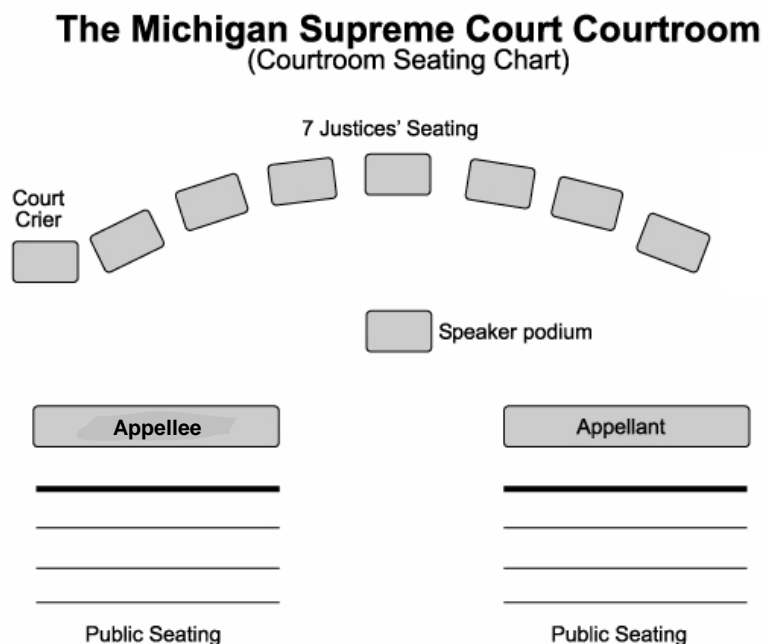 The Michigan Supreme Court Courtroom
(Courtroom Seating Chart)
7 Justices’ Seating
Court
Crier
Speaker podium
Appellee
Appellant
Public Seating
Public Seating